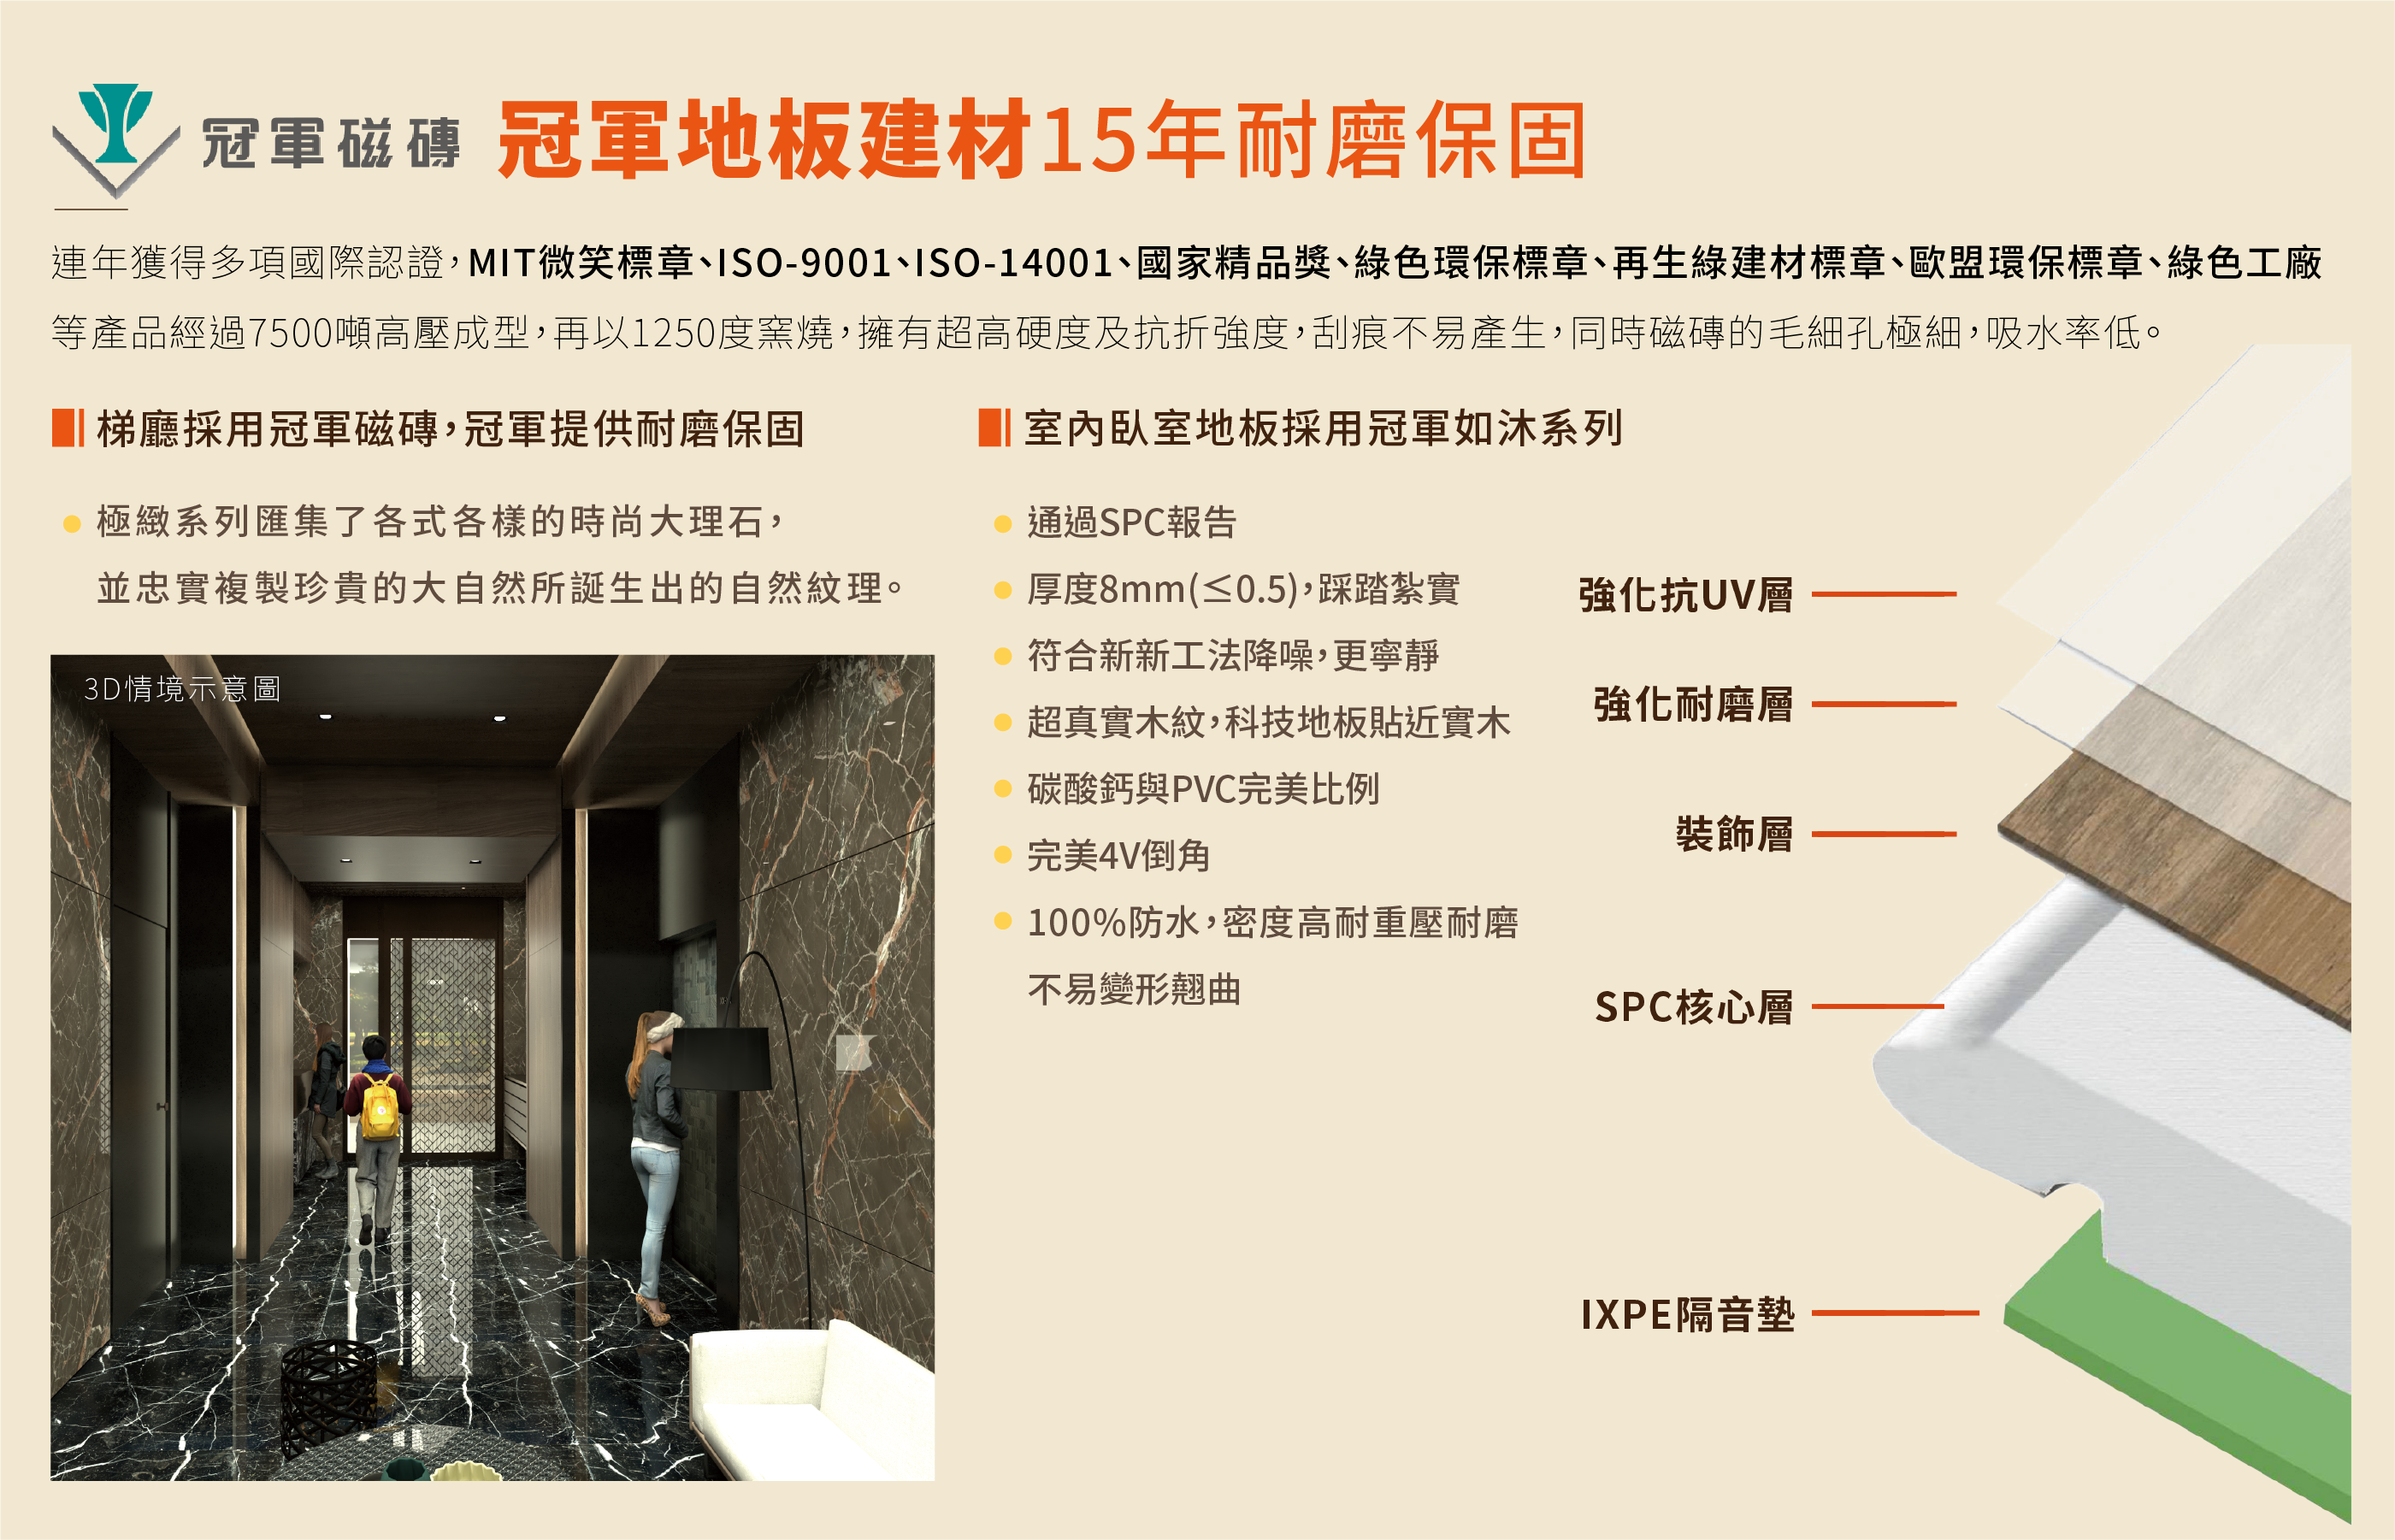 冠軍磁磚 冠軍地板建材15年耐磨保固
連年獲得多項國際認證，MIT微笑標章、ISO-9001、ISO-14001、國家精品獎、綠色環保標章、再生綠建材標章、歐盟環保標章、綠色工廠
等產品經過7500噸高壓成型，再以1250度窯燒，擁有超高硬度及抗折強度，刮痕不易產生，同時磁磚的毛細孔極細，吸水率低。
梯廳採用冠軍磁磚，冠軍提供耐磨保固
極緻系列匯集了各式各樣的時尚大理石，
並忠實複製珍貴的大自然所誕生出的自然紋理。
3D情境示意圖
室內臥室地板採用冠軍如沐系列
通過SPC報告
厚度8mm(≤0.5)，踩踏紮實
符合新新工法降噪，更寧靜
超真實木紋，科技地板貼近實木
碳酸鈣與PVC完美比例
完美4V倒角
100%防水，密度高耐重壓耐磨
不易變形翹曲
強化抗UV層
強化耐磨層
裝飾層
SPC核心層
IXPE隔音墊